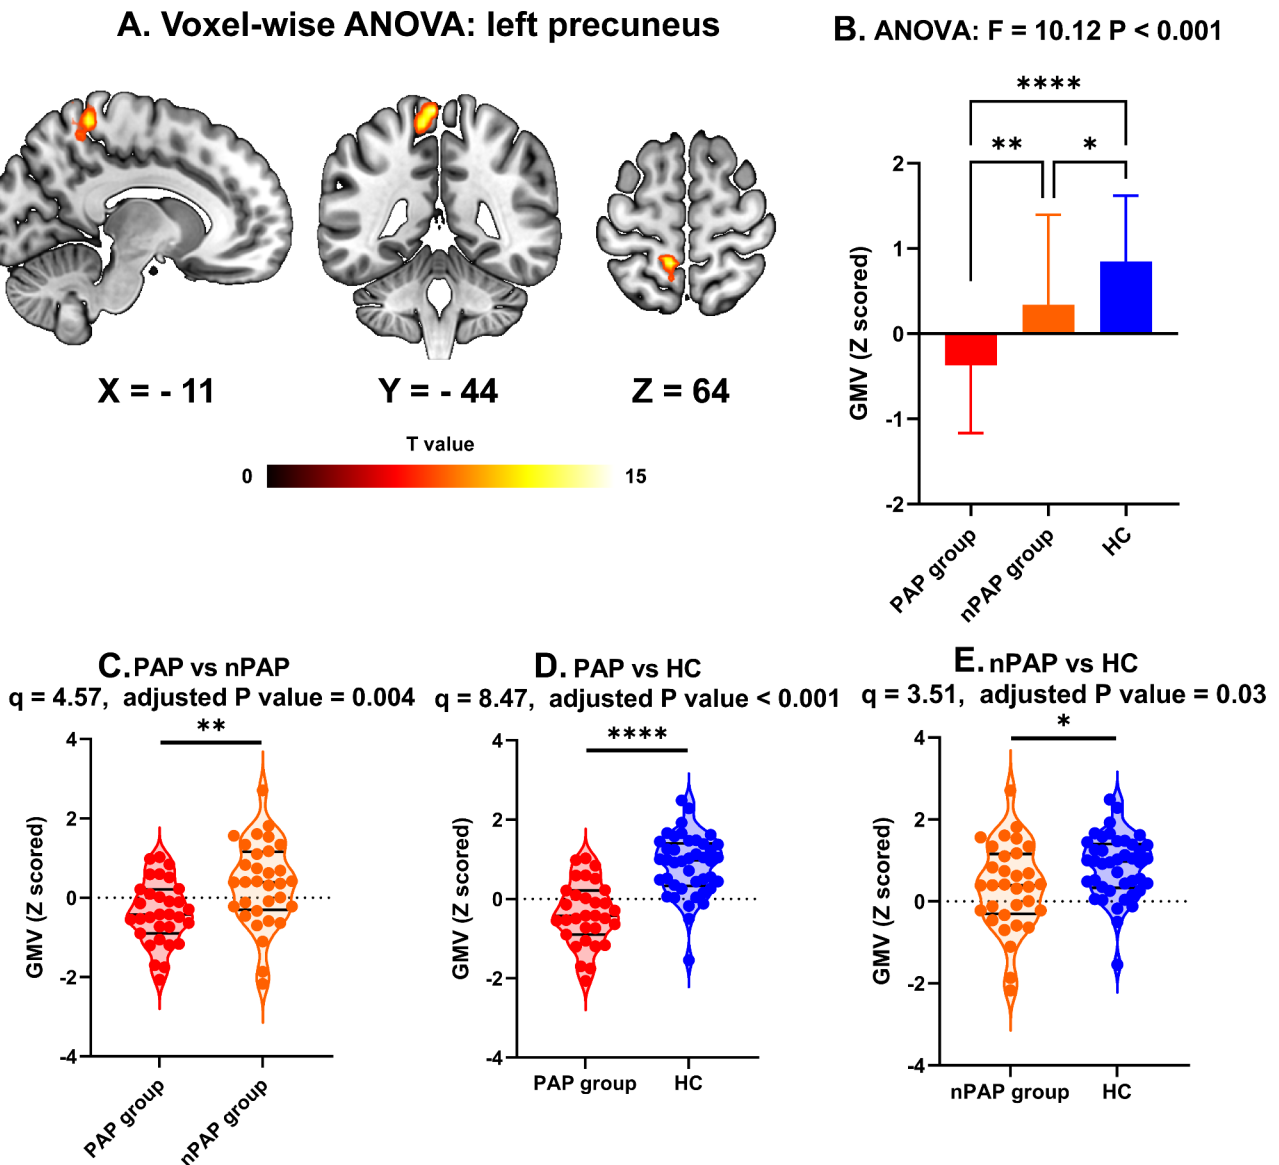 A. Voxel-wise ANOVA: left precuneus
X = - 11
Y = - 44
Z = 64
T value
0
15
B. ANOVA: F = 10.12 P < 0.001
****
**
*
GMV (Z scored)
2
1
0
-1
-2
PAP group
nPAP group
HC
C. PAP vs nPAP
q = 4.57, adjusted P value = 0.004
**
GMV (Z scored)
4
2
0
-2
-4
PAP group
nPAP group
D. PAP vs HC
q = 8.47, adjusted P value < 0.001
****
GMV (Z scored)
4
2
0
-2
-4
PAP group
HC
E. nPAP vs HC
q = 3.51, adjusted P value = 0.03
*
GMV (Z scored)
4
2
0
-2
-4
nPAP group
HC